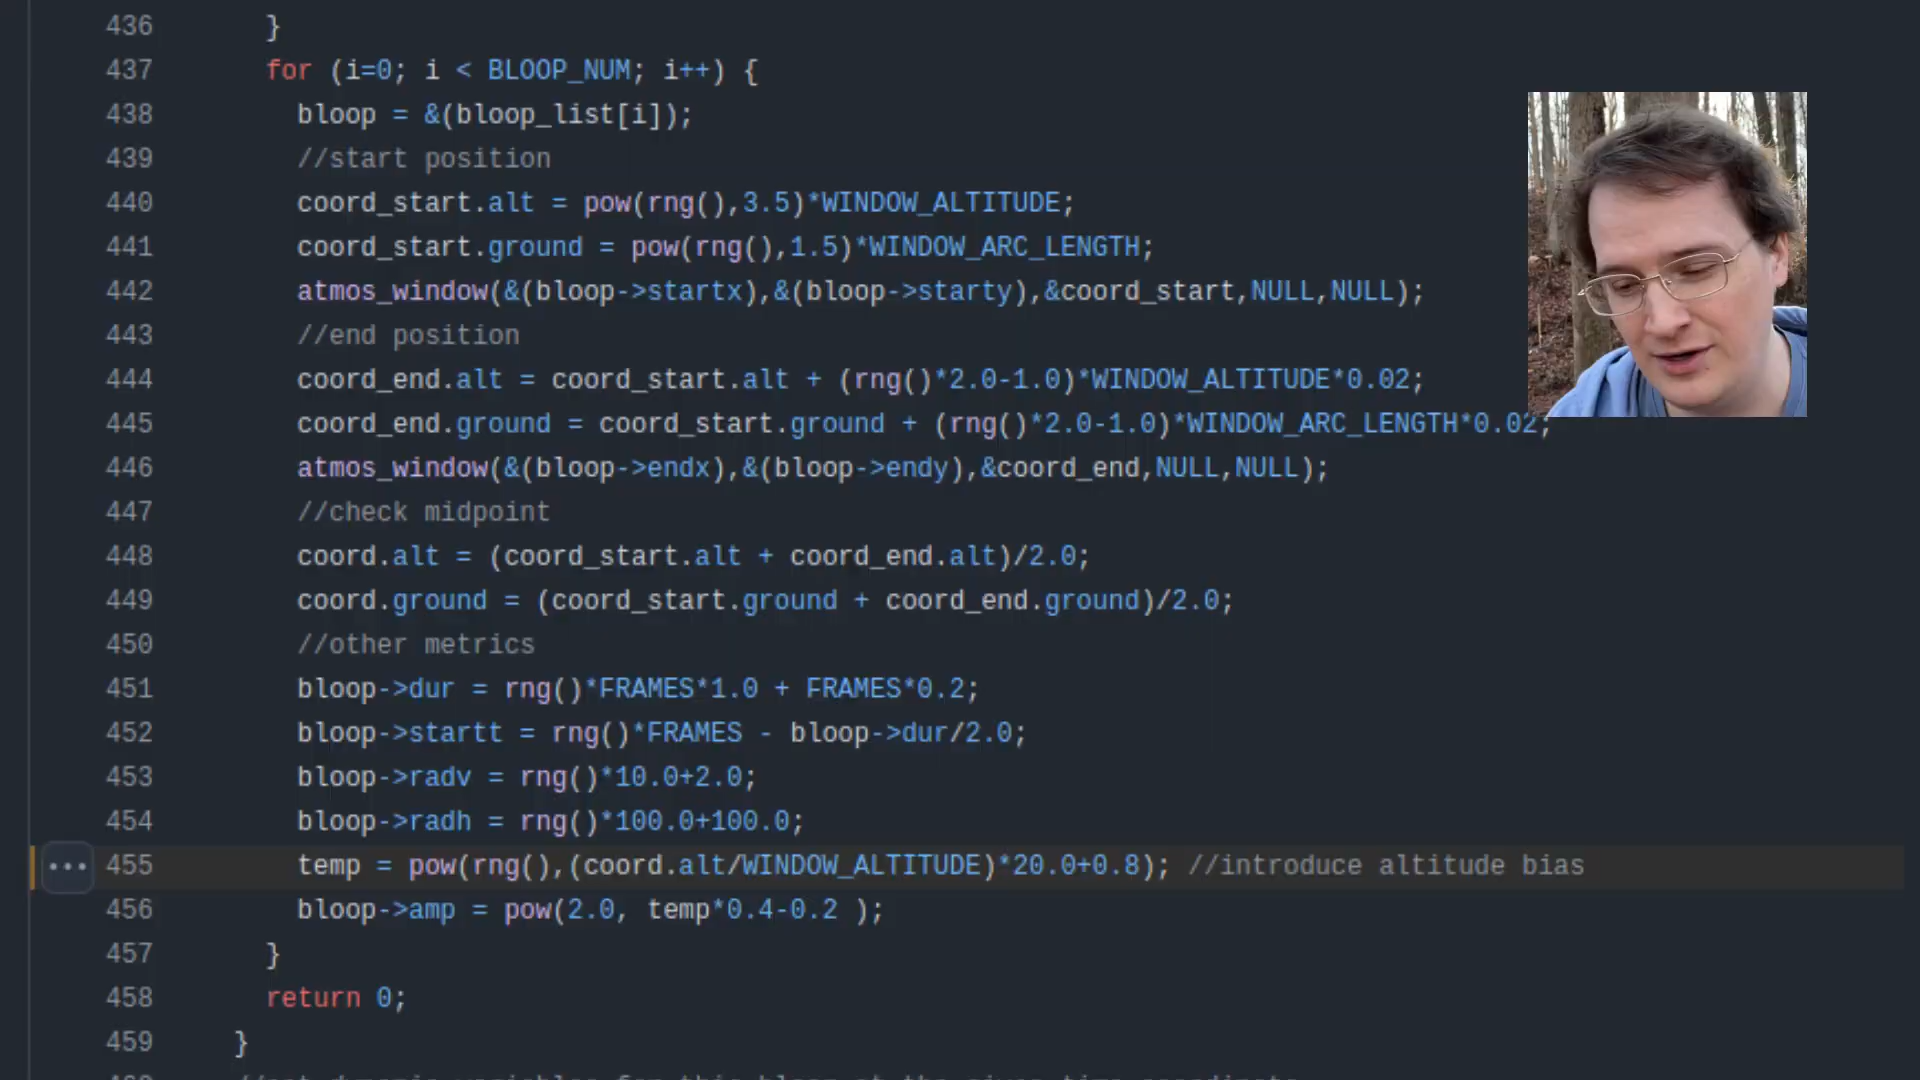 436 }
437 for (i=0; i < BLOOP_NUM; i++) {
438 bloop = &(bloop_list[i]);
439 //start position
440 coord_start.alt = pow(rng(),3.5)*WINDOW_ALTITUDE;
441 coord_start.ground = pow(rng(),1.5)*WINDOW_ARC_LENGTH;
442 atmos_window(&(bloop->startx),&(bloop->starty),&coord_start,NULL,NULL);
443 //end position
444 coord_end.alt = coord_start.alt + (rng()*2.0-1.0)*WINDOW_ALTITUDE*0.02;
445 coord_end.ground = coord_start.ground + (rng()*2.0-1.0)*WINDOW_ARC_LENGTH*0.02;
446 atmos_window(&(bloop->endx),&(bloop->endy),&coord_end,NULL,NULL);
447 //check midpoint
448 coord.alt = (coord_start.alt + coord_end.alt)/2.0;
449 coord.ground = (coord_start.ground + coord_end.ground)/2.0;
450 //other metrics
451 bloop->dur = rng()*FRAMES*1.0 + FRAMES*0.2;
452 bloop->startt = rng()*FRAMES - bloop->dur/2.0;
453 bloop->radv = rng()*10.0+2.0;
454 bloop->radh = rng()*100.0+100.0;
455 temp = pow(rng(),(coord.alt/WINDOW_ALTITUDE)*20.0+0.8); //introduce altitude bias
456 bloop->amp = pow(2.0, temp*0.4-0.2 );
457 }
458 return 0;
459 }